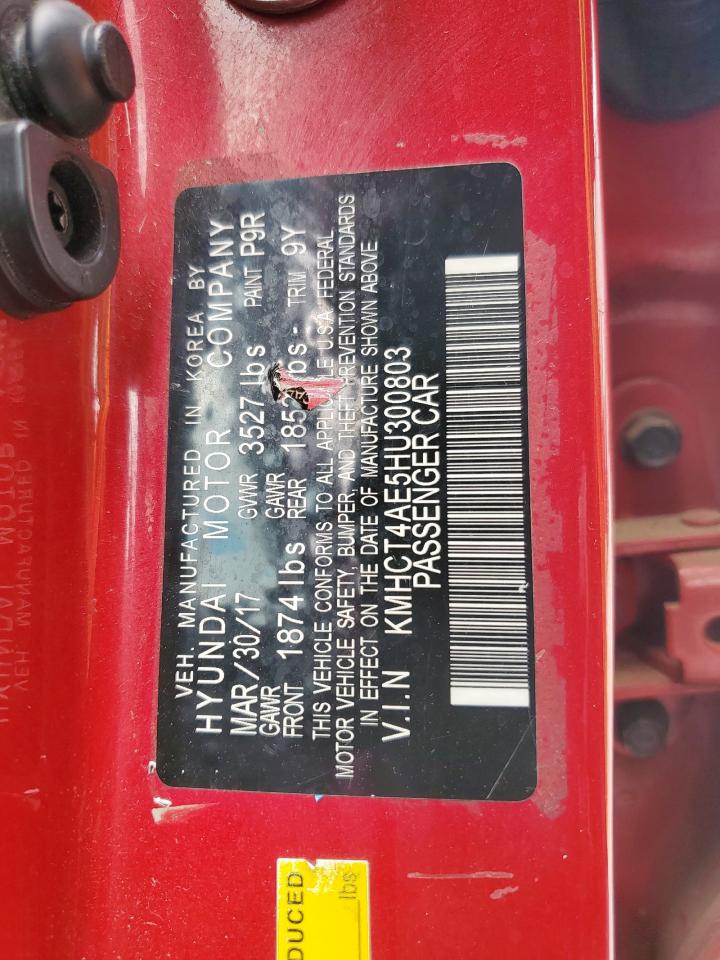 VEH. MANUFACTURED IN KOREA BY
HYUNDAI MOTOR COMPANY
MAR/30/17 GVWR 3527 lbs PAINT P9R
GAWR GAWR
FRONT 1874 lbs REAR 185 lbs- TRIM 9Y
THIS VEHICLE CONFORMS TO ALL U.S.A. FEDERAL
MOTOR VEHICLE SAFETY, BUMPER, AND THEFT PREVENTION STANDARDS
IN EFFECT ON THE DATE OF MANUFACTURE SHOWN ABOVE
V.I.N KMHCT4AE5HU300803
PASSENGER CAR
DUCED
lbs